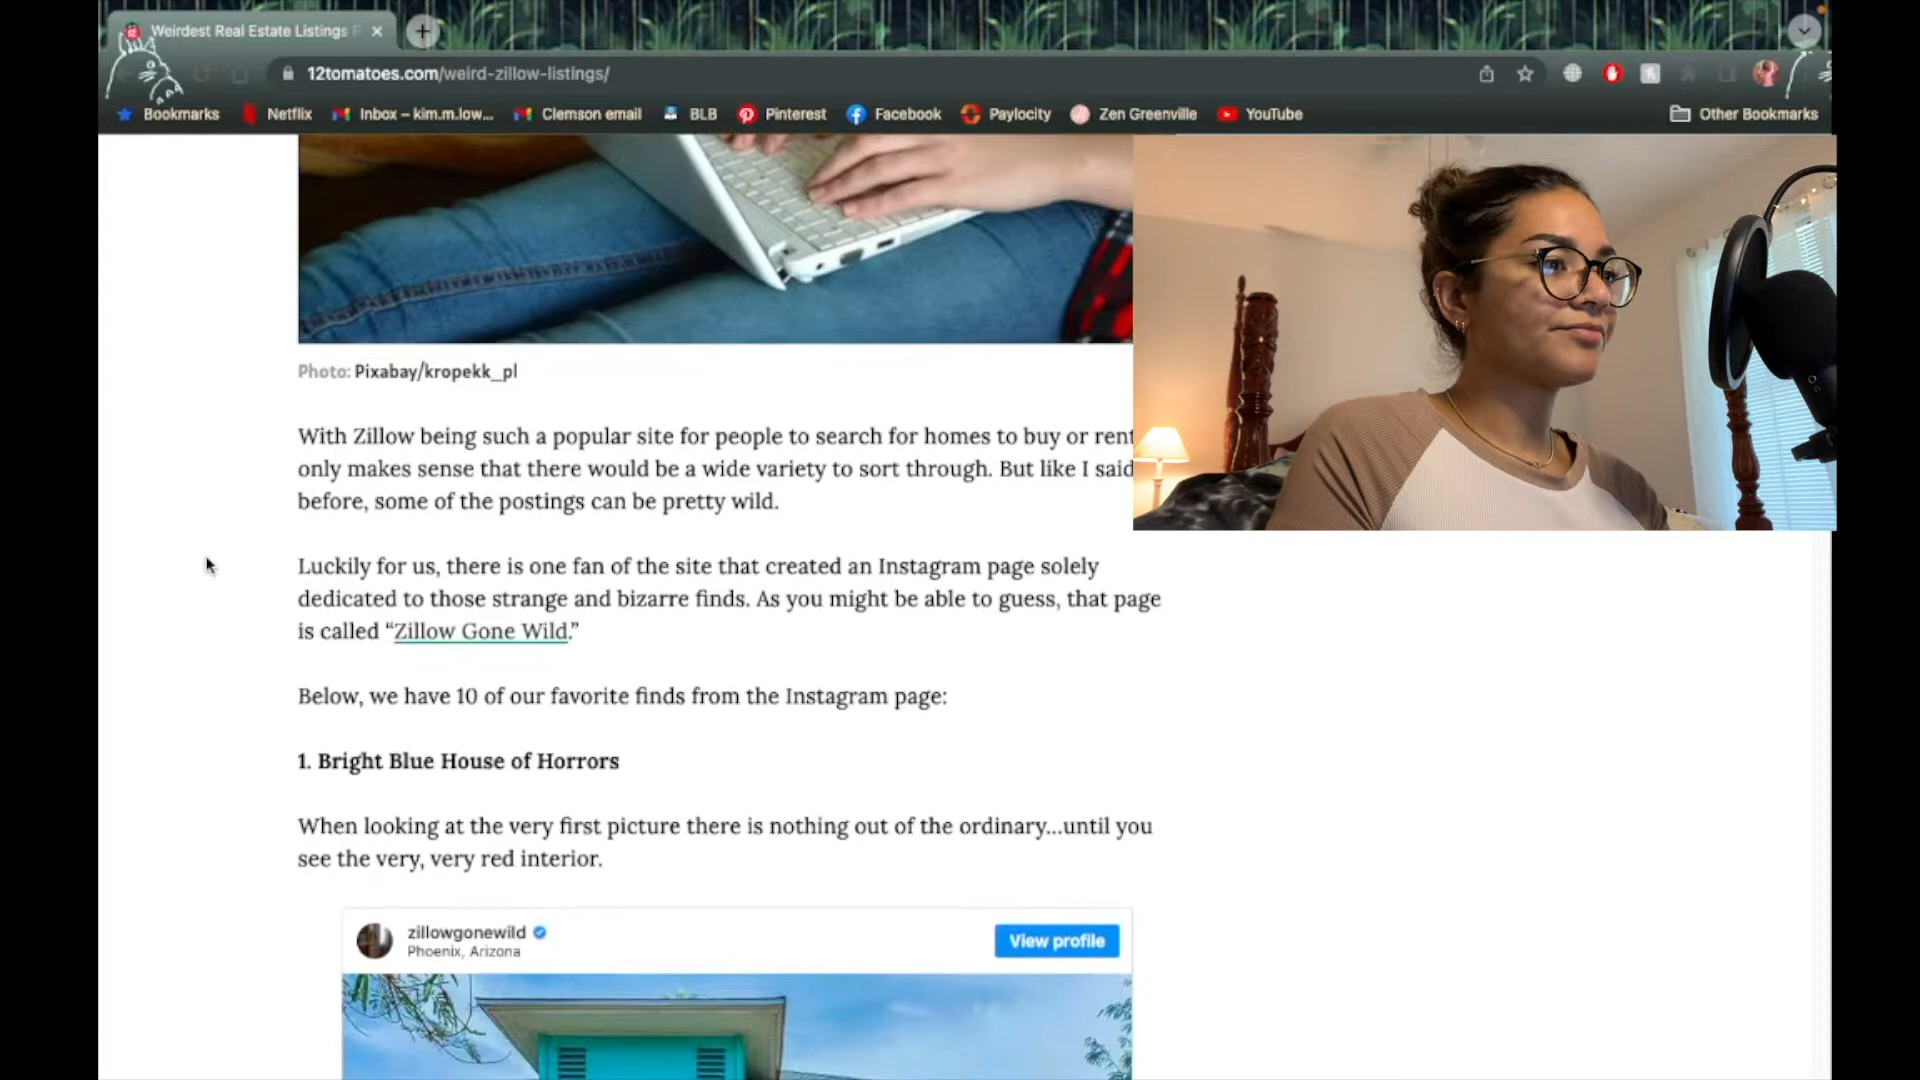 Weirdest Real Estate Listings
12tomatoes.com/weird-zillow-listings/
Bookmarks Netflix Inbox – kim.m.low... Clemson email BLB Pinterest Facebook Paylocity Zen Greenville YouTube Other Bookmarks
Photo: Pixabay/kropekk_pl
With Zillow being such a popular site for people to search for homes to buy or rent
only makes sense that there would be a wide variety to sort through. But like I said
before, some of the postings can be pretty wild.
Luckily for us, there is one fan of the site that created an Instagram page solely
dedicated to those strange and bizarre finds. As you might be able to guess, that page
is called “Zillow Gone Wild.”
Below, we have 10 of our favorite finds from the Instagram page:
1. Bright Blue House of Horrors
When looking at the very first picture there is nothing out of the ordinary...until you
see the very, very red interior.
zillowgonewild
Phoenix, Arizona
View profile